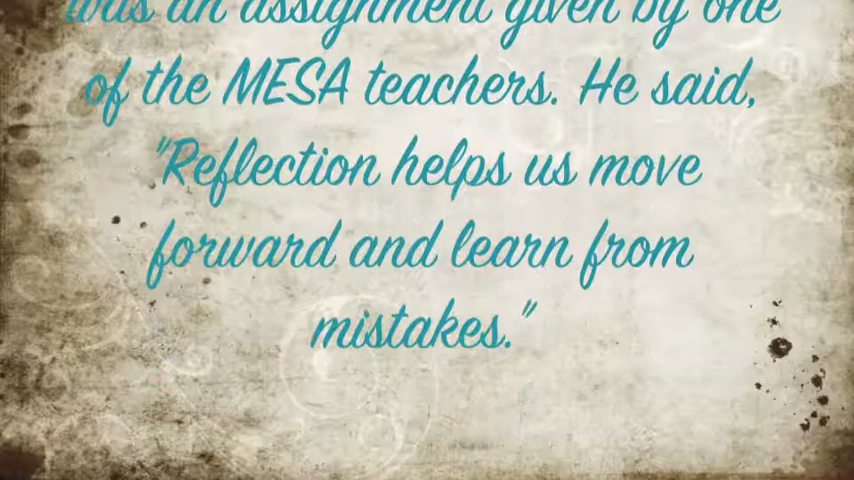 was an assignment given by one
of the MESA teachers. He said,
"Reflection helps us move
forward and learn from
mistakes."